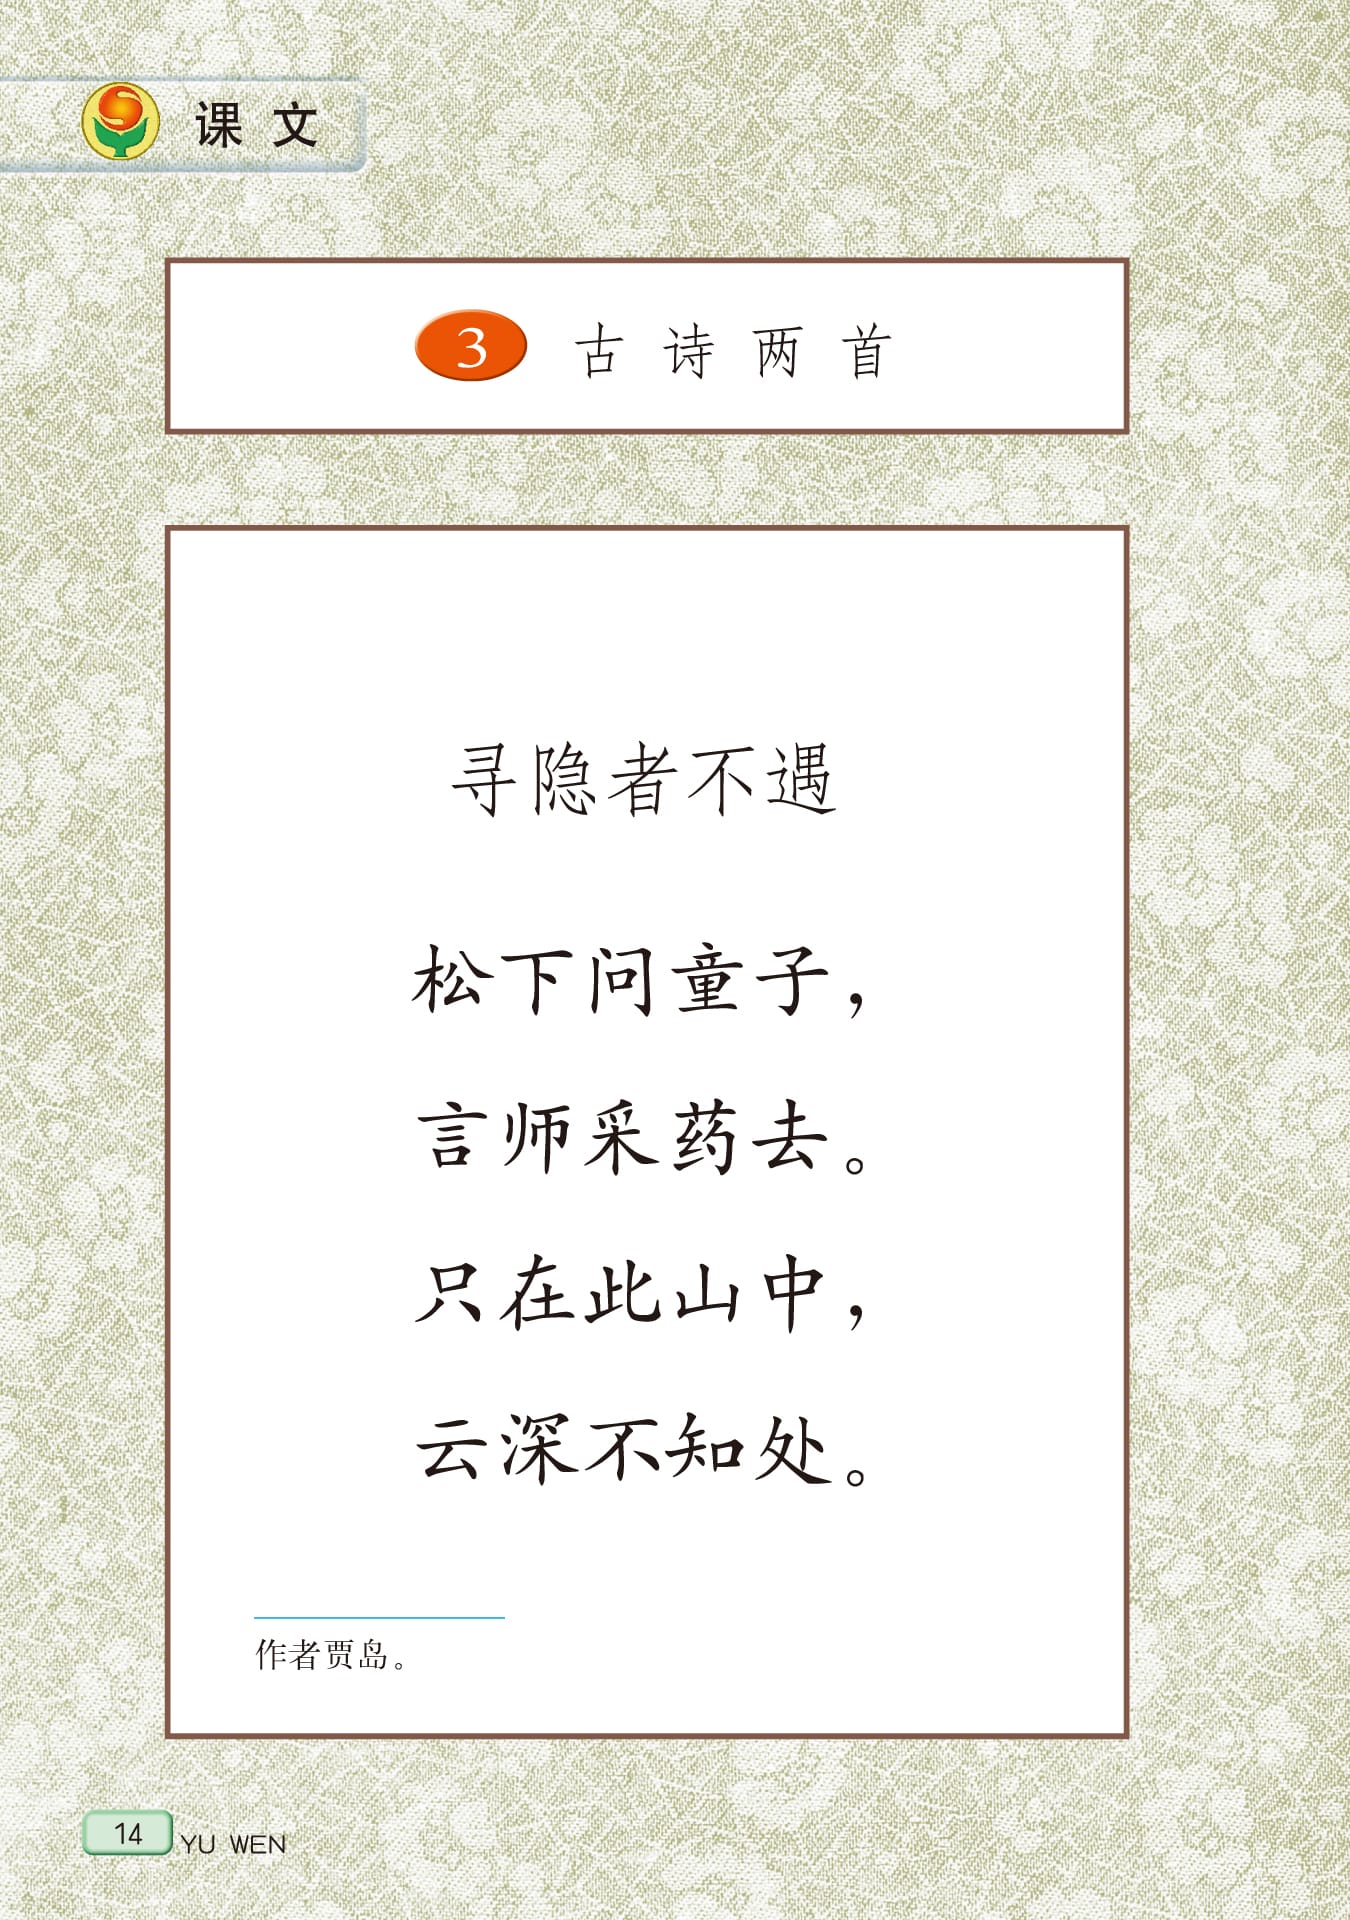 课 文
3 古 诗 两 首
寻隐者不遇
松下问童子，
言师采药去。
只在此山中，
云深不知处。
作者贾岛。
14 YU WEN